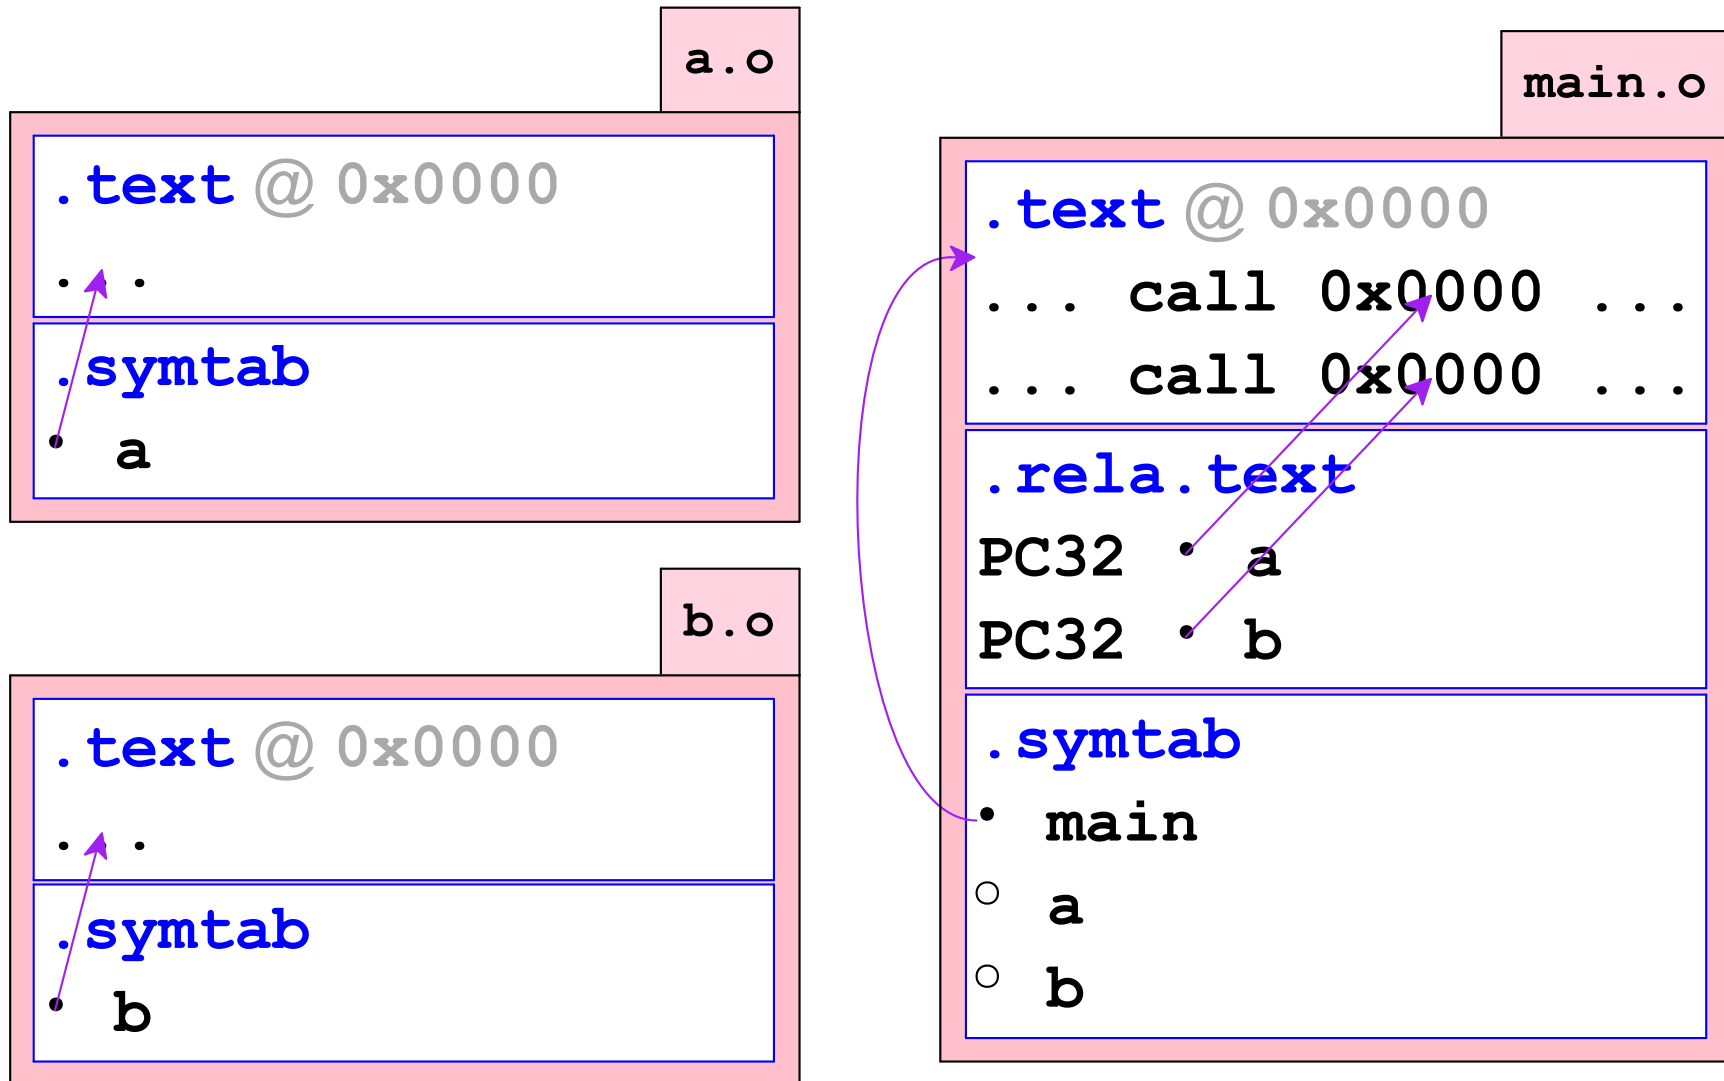 a.o
.text @ 0x0000
...
.symtab
• a
b.o
.text @ 0x0000
...
.symtab
• b
main.o
.text @ 0x0000
... call 0x0000 ...
... call 0x0000 ...
.rela.text
PC32 • a
PC32 • b
.symtab
• main
○ a
○ b